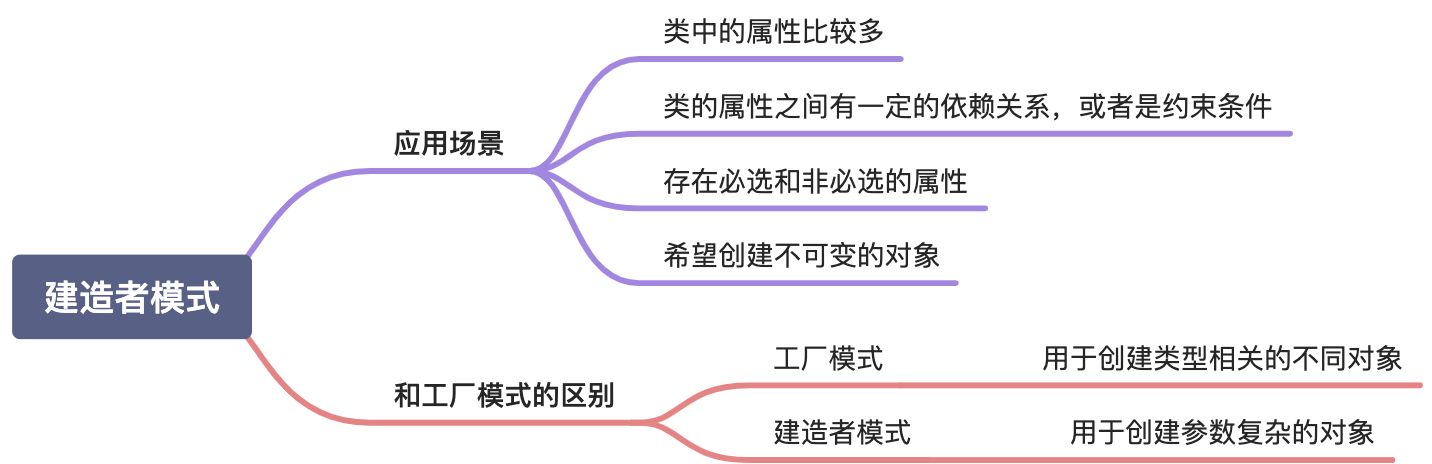 建造者模式
应用场景
类中的属性比较多
类的属性之间有一定的依赖关系，或者是约束条件
存在必选和非必选的属性
希望创建不可变的对象
和工厂模式的区别
工厂模式
用于创建类型相关的不同对象
建造者模式
用于创建参数复杂的对象